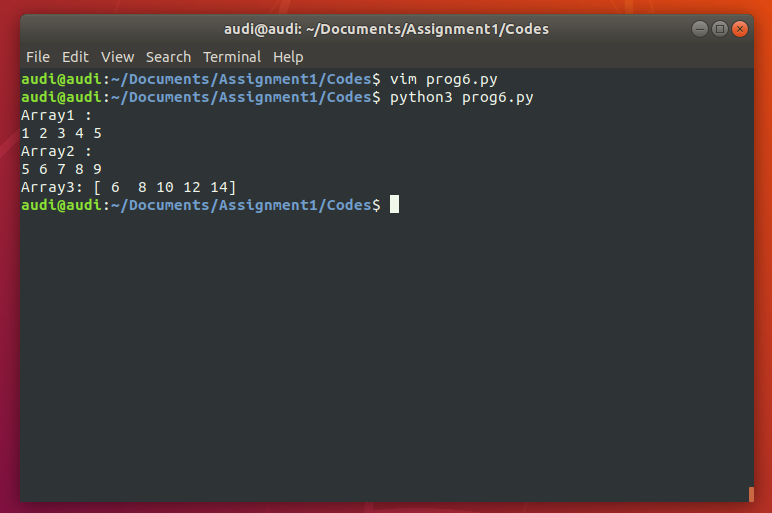 audi@audi: ~/Documents/Assignment1/Codes
File Edit View Search Terminal Help
audi@audi:~/Documents/Assignment1/Codes$ vim prog6.py
audi@audi:~/Documents/Assignment1/Codes$ python3 prog6.py
Array1 :
1 2 3 4 5
Array2 :
5 6 7 8 9
Array3: [ 6  8 10 12 14]
audi@audi:~/Documents/Assignment1/Codes$